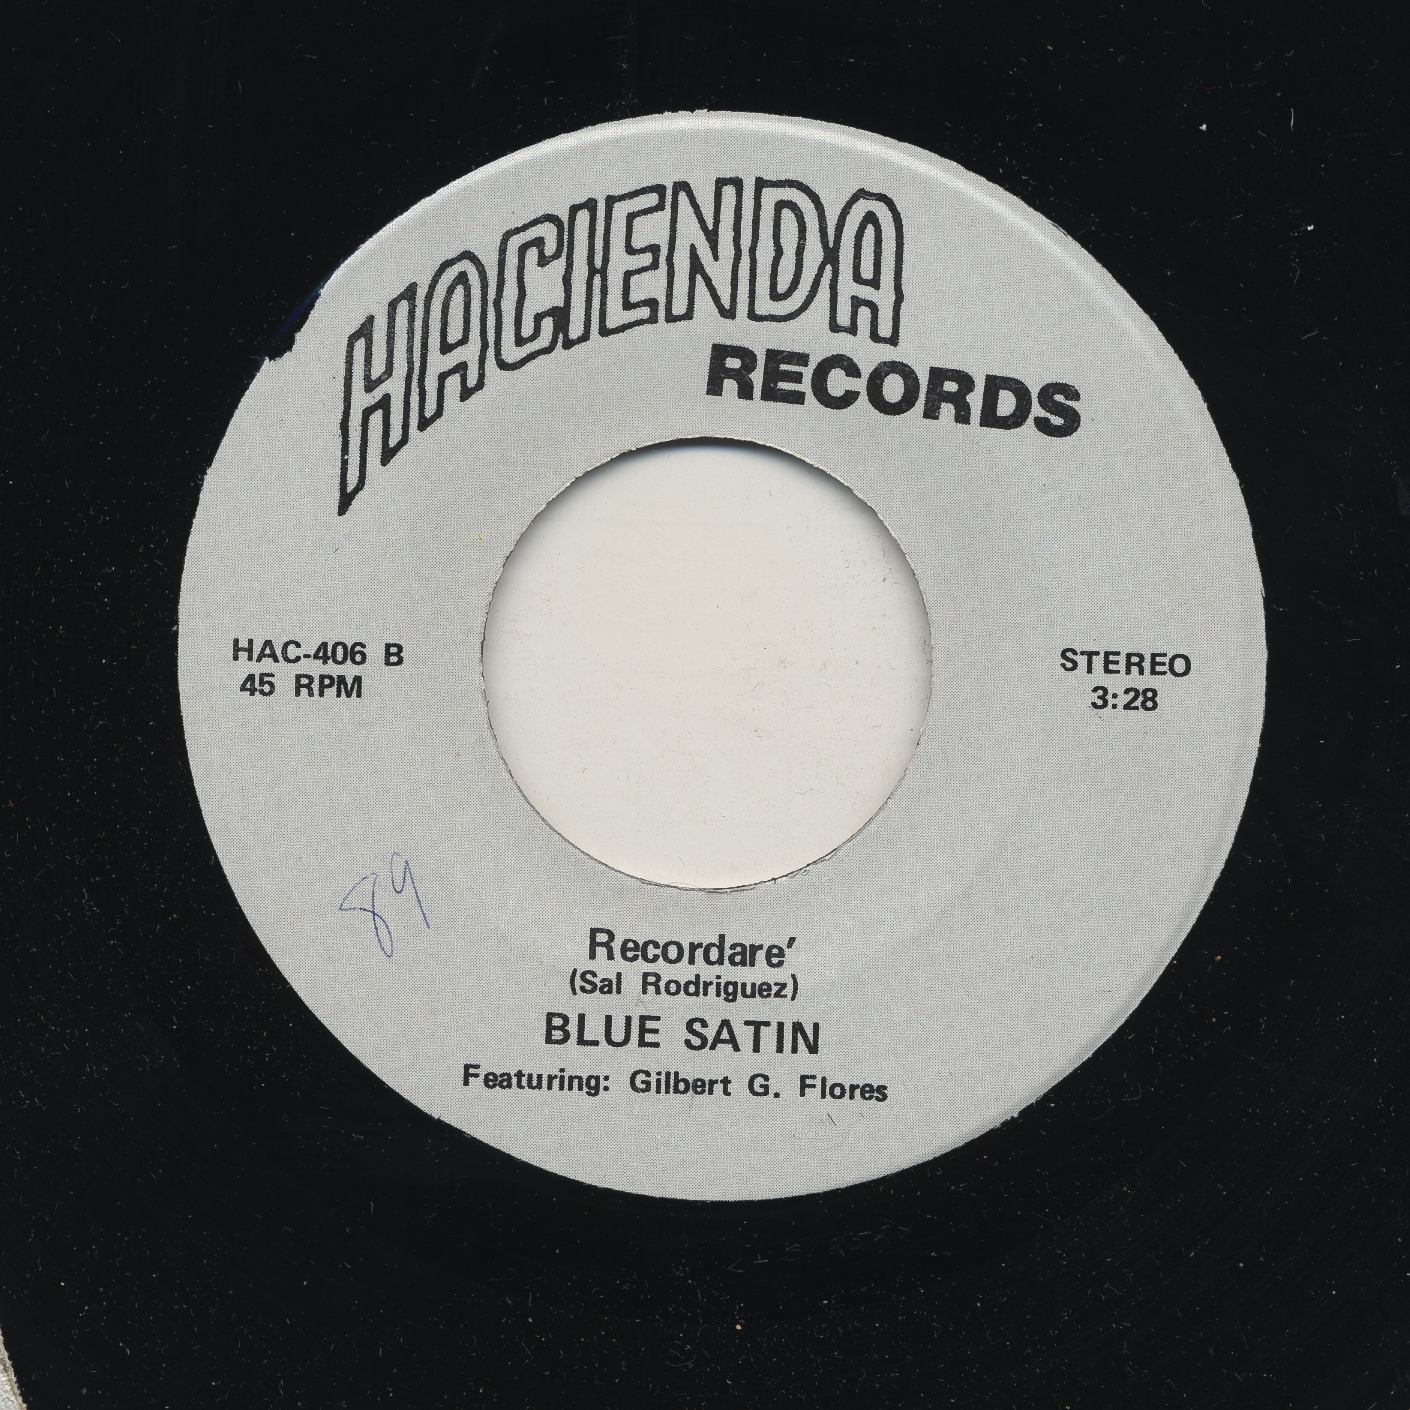 HACIENDA
RECORDS
HAC-406 B
45 RPM
STEREO
3:28
89
Recordare′
(Sal Rodriguez)
BLUE SATIN
Featuring: Gilbert G. Flores